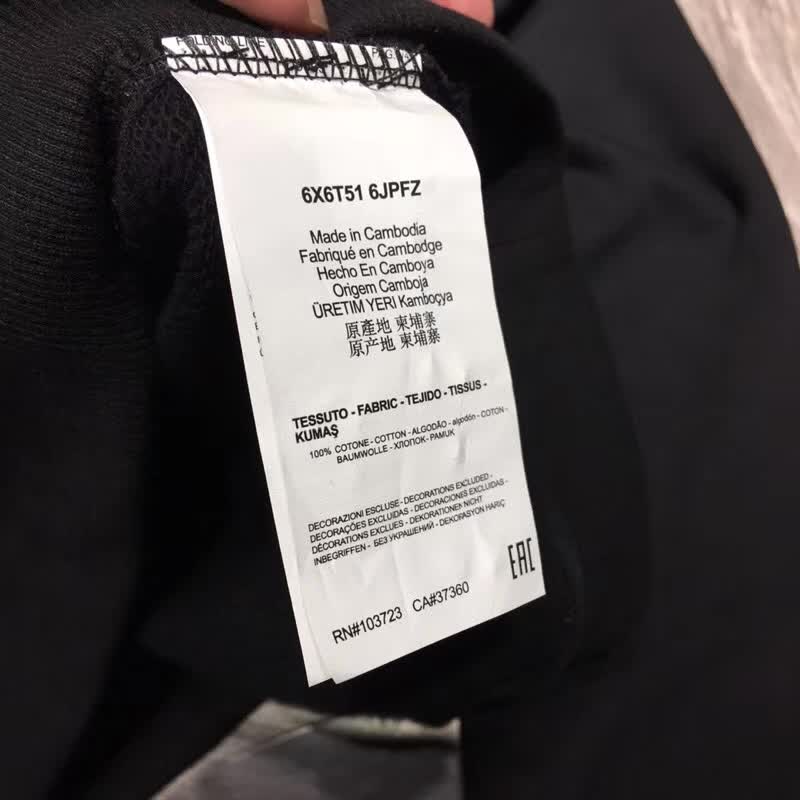 FOLDING LINE
6X6T51 6JPFZ
Made in Cambodia
Fabriqué en Cambodge
Hecho En Camboya
Origem Camboja
ÜRETIM YERI Kamboçya
原產地 柬埔寨
原产地 柬埔寨
TESSUTO - FABRIC - TEJIDO - TISSUS -
KUMAŞ
100% COTONE - COTTON - ALGODÃO - algodón - COTON -
BAUMWOLLE - ХЛОПОК - PAMUK
DECORAZIONI ESCLUSE - DECORATIONS EXCLUDED -
DECORAÇÕES EXCLUIDAS - DECORACIONES EXCLUIDAS -
DÉCORATIONS EXCLUES - DEKORATIONEN NICHT
INBEGRIFFEN - БЕЗ УКРАШЕНИЙ - DEKORASYON HARIÇ
EAC
RN#103723 CA#37360